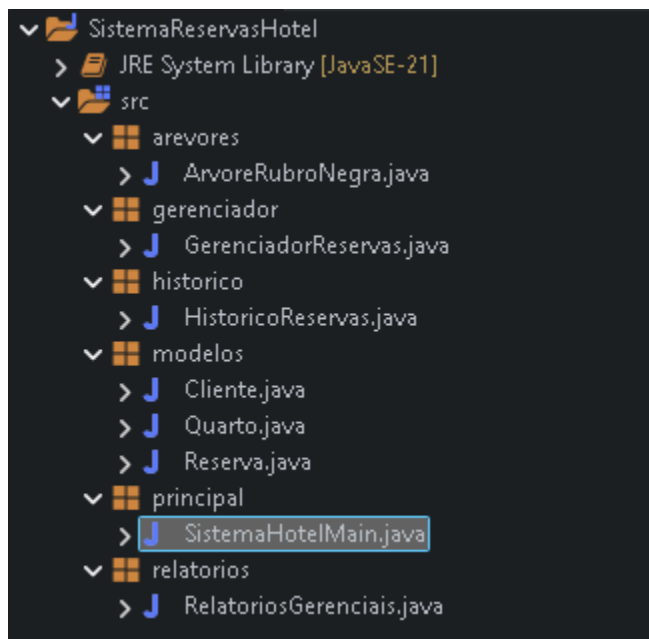 SistemaReservasHotel
JRE System Library [JavaSE-21]
src
arevores
ArvoreRubroNegra.java
gerenciador
GerenciadorReservas.java
historico
HistoricoReservas.java
modelos
Cliente.java
Quarto.java
Reserva.java
principal
SistemaHotelMain.java
relatorios
RelatoriosGerenciais.java